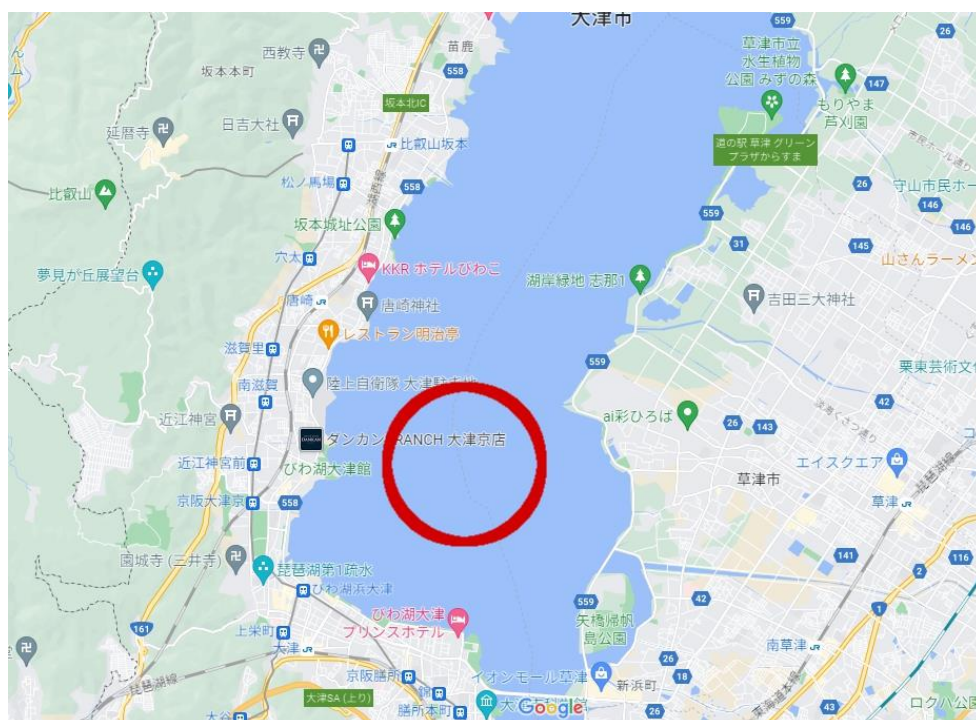 大津市
559
26
苗鹿
西教寺
坂本本町
558
草津市立
水生植物
公園 みずの森
147
もりやま
芦刈園
坂本北IC
日吉大社
延暦寺
JR 比叡山坂本
道の駅 草津 グリーン
プラザからすま
松ノ馬場
558
比叡山
26
守山市民ホー
146
坂本城址公園
559
146
31
145
穴太
KKR ホテルびわこ
山さんラーメン
夢見が丘展望台
湖岸緑地 志那1
唐崎 JR
唐崎神社
吉田三大神社
レストラン明治亭
滋賀里
559
栗東芸術文化
南滋賀
陸上自衛隊 大津駐屯地
42
近江神宮
ai彩ひろば
26
143
ダンカン BRANCH 大津京店
近江神宮前
びわ湖大津館
エイスクエア
草津市
京阪大津京
558
草津 JR
園城寺 (三井寺)
琵琶湖第1疏水
141
2
116
びわ湖浜大津
559
42
1
161
上栄町
びわ湖大津
プリンスホテル
矢橋帰帆
島公園
大津 JR
南草津 JR
琵琶湖線
京阪膳所
イオンモール草津
18
26
新浜町
大津SA (上り)
錦
膳所本町
Google
東海道本線
ロクハ公園